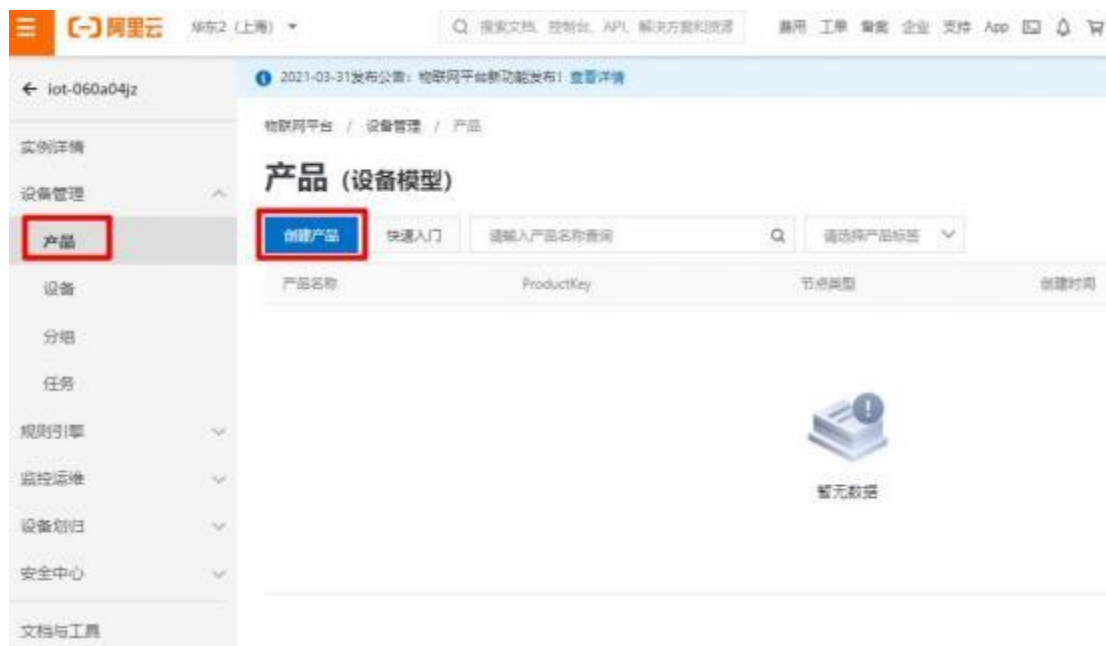 阿里云 华东2（上海） 搜索文档、控制台、API、解决方案和资源 费用 工单 备案 企业 支持 App
← iot-060a04jz
2021-03-31发布公告：物联网平台新功能发布！查看详情
物联网平台 / 设备管理 / 产品
产品（设备模型）
实例详情
设备管理
产品
设备
分组
任务
规则引擎
监控运维
设备划归
安全中心
文档与工具
创建产品 快速入门 请输入产品名称查询 请选择产品标签
产品名称 ProductKey 节点类型 创建时间
暂无数据